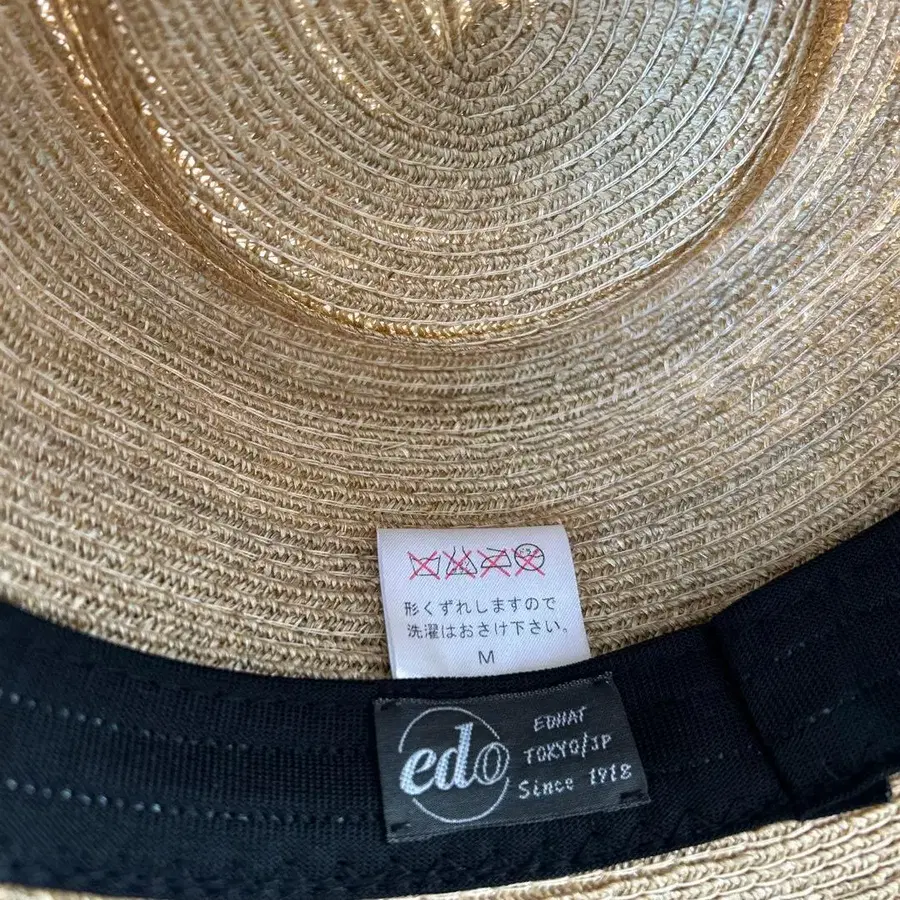 形くずれしますので
洗濯はおさけ下さい。
M
edo
EDHAT
TOKYO/JP
Since 1918